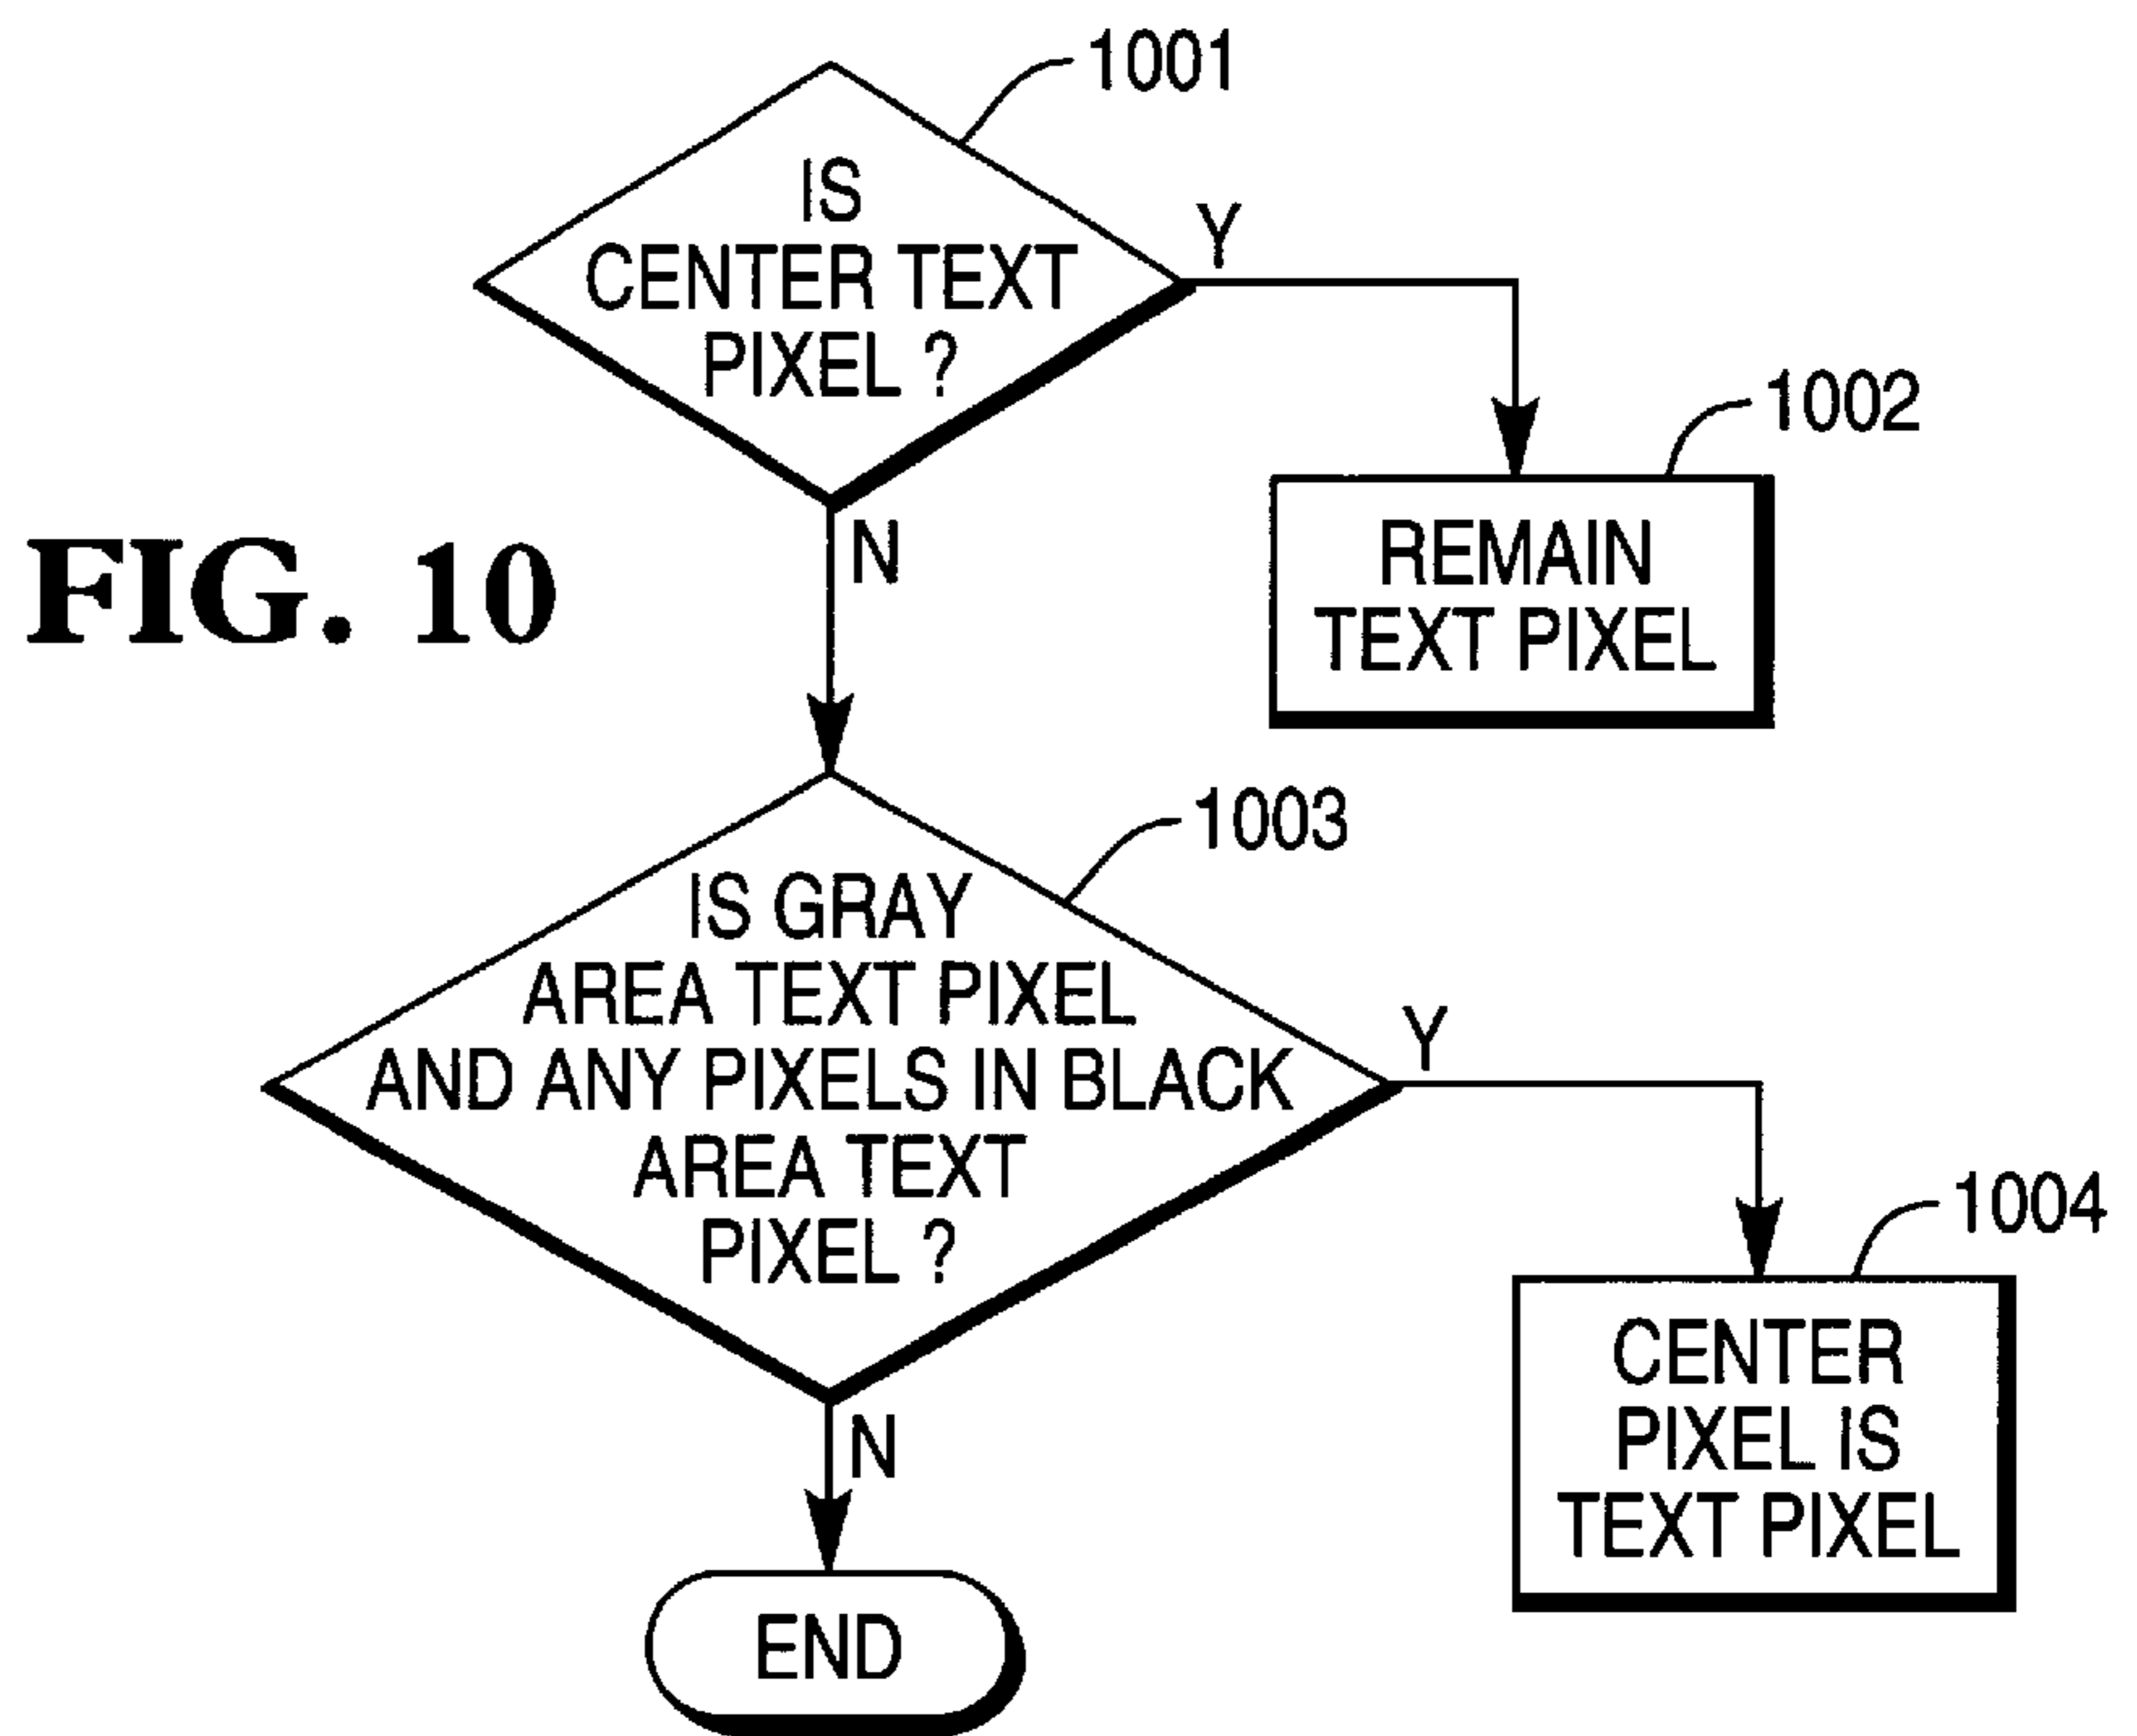 1001
IS
CENTER TEXT
PIXEL ?
Y
1002
REMAIN
TEXT PIXEL
N
FIG. 10
1003
IS GRAY
AREA TEXT PIXEL
AND ANY PIXELS IN BLACK
AREA TEXT
PIXEL ?
Y
1004
CENTER
PIXEL IS
TEXT PIXEL
N
END